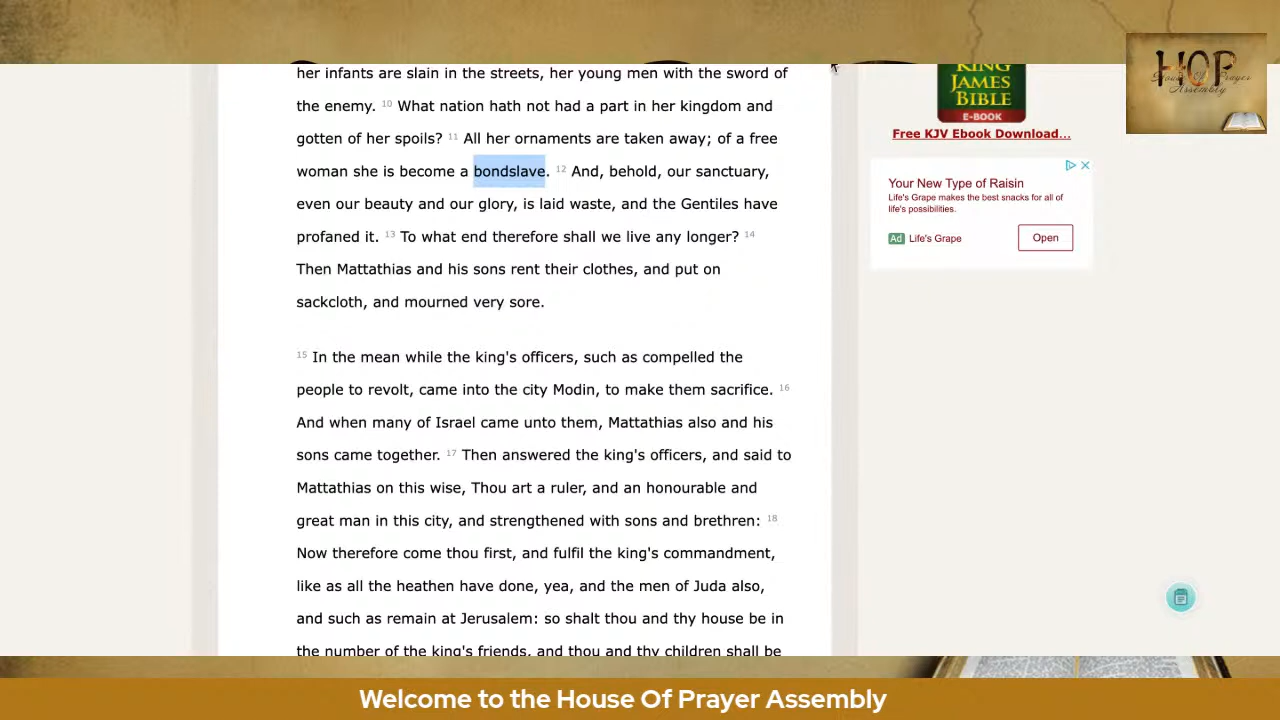 her infants are slain in the streets, her young men with the sword of
the enemy. 10 What nation hath not had a part in her kingdom and
gotten of her spoils? 11 All her ornaments are taken away; of a free
woman she is become a bondslave. 12 And, behold, our sanctuary,
even our beauty and our glory, is laid waste, and the Gentiles have
profaned it. 13 To what end therefore shall we live any longer? 14
Then Mattathias and his sons rent their clothes, and put on
sackcloth, and mourned very sore.
15 In the mean while the king's officers, such as compelled the
people to revolt, came into the city Modin, to make them sacrifice. 16
And when many of Israel came unto them, Mattathias also and his
sons came together. 17 Then answered the king's officers, and said to
Mattathias on this wise, Thou art a ruler, and an honourable and
great man in this city, and strengthened with sons and brethren: 18
Now therefore come thou first, and fulfil the king's commandment,
like as all the heathen have done, yea, and the men of Juda also,
and such as remain at Jerusalem: so shalt thou and thy house be in
the number of the king's friends, and thou and thy children shall be
KING
JAMES
BIBLE
E-BOOK
Free KJV Ebook Download...
Your New Type of Raisin
Life's Grape makes the best snacks for all of
life's possibilities.
Ad Life's Grape
Open
HOP
House Of Prayer
Assembly
Welcome to the House Of Prayer Assembly